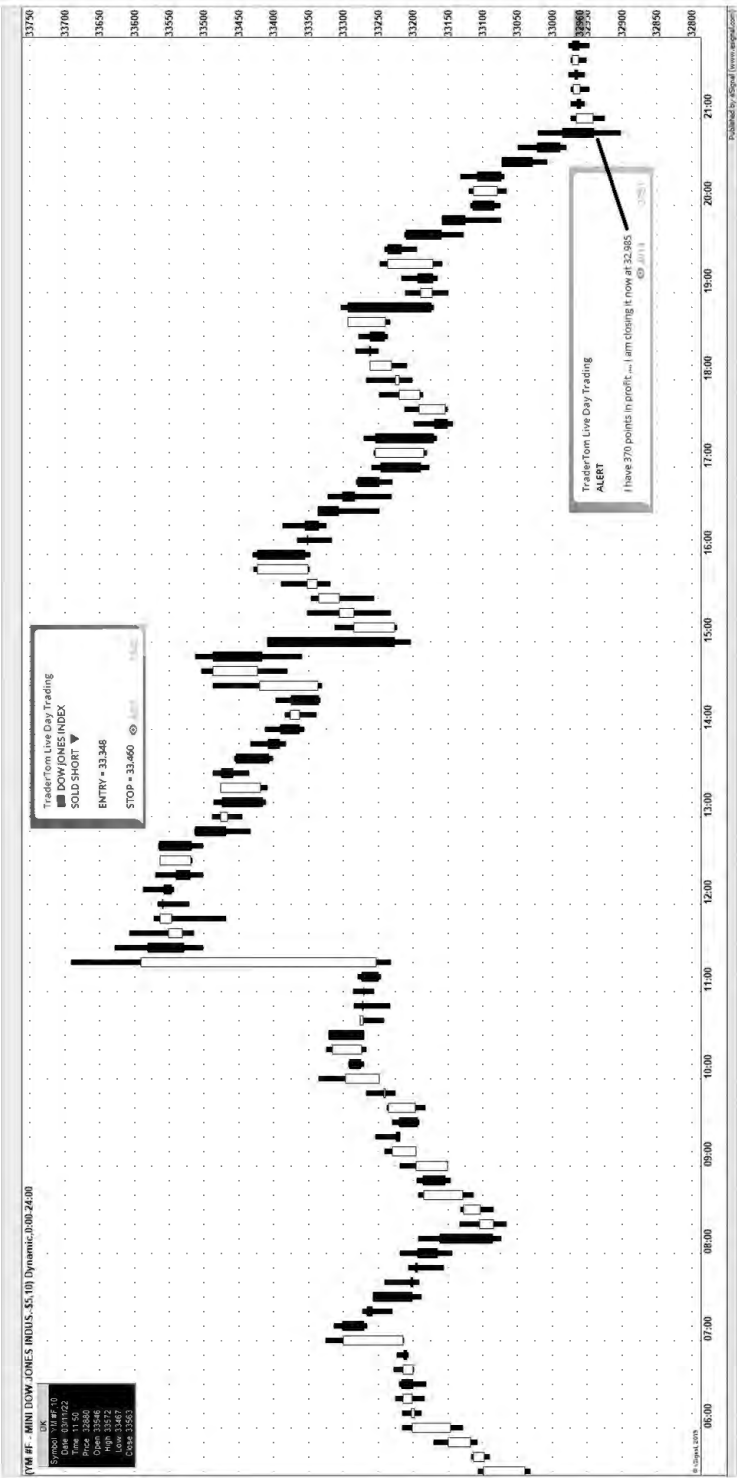 (YM #F - MINI DOW JONES INDUS.-$5,10) Dynamic,0:00-24:00
OK
Symbol YM #F,10
Date 03/11/22
Time 11:50
Price 32880
Open 33546
High 33572
Low 33467
Close 33563
TraderTom Live Day Trading
DOW JONES INDEX
SOLD SHORT ▼
ENTRY = 33.348
STOP = 33.460
TraderTom Live Day Trading
ALERT
I have 370 points in profit .... I am closing it now at 32,985
33750
33700
33650
33600
33550
33500
33450
33400
33350
33300
33250
33200
33150
33100
33050
33000
32960
32950
32900
32850
32800
06:00
07:00
08:00
09:00
10:00
11:00
12:00
13:00
14:00
15:00
16:00
17:00
18:00
19:00
20:00
21:00
© eSignal, 2019
Published by eSignal (www.esignal.com)